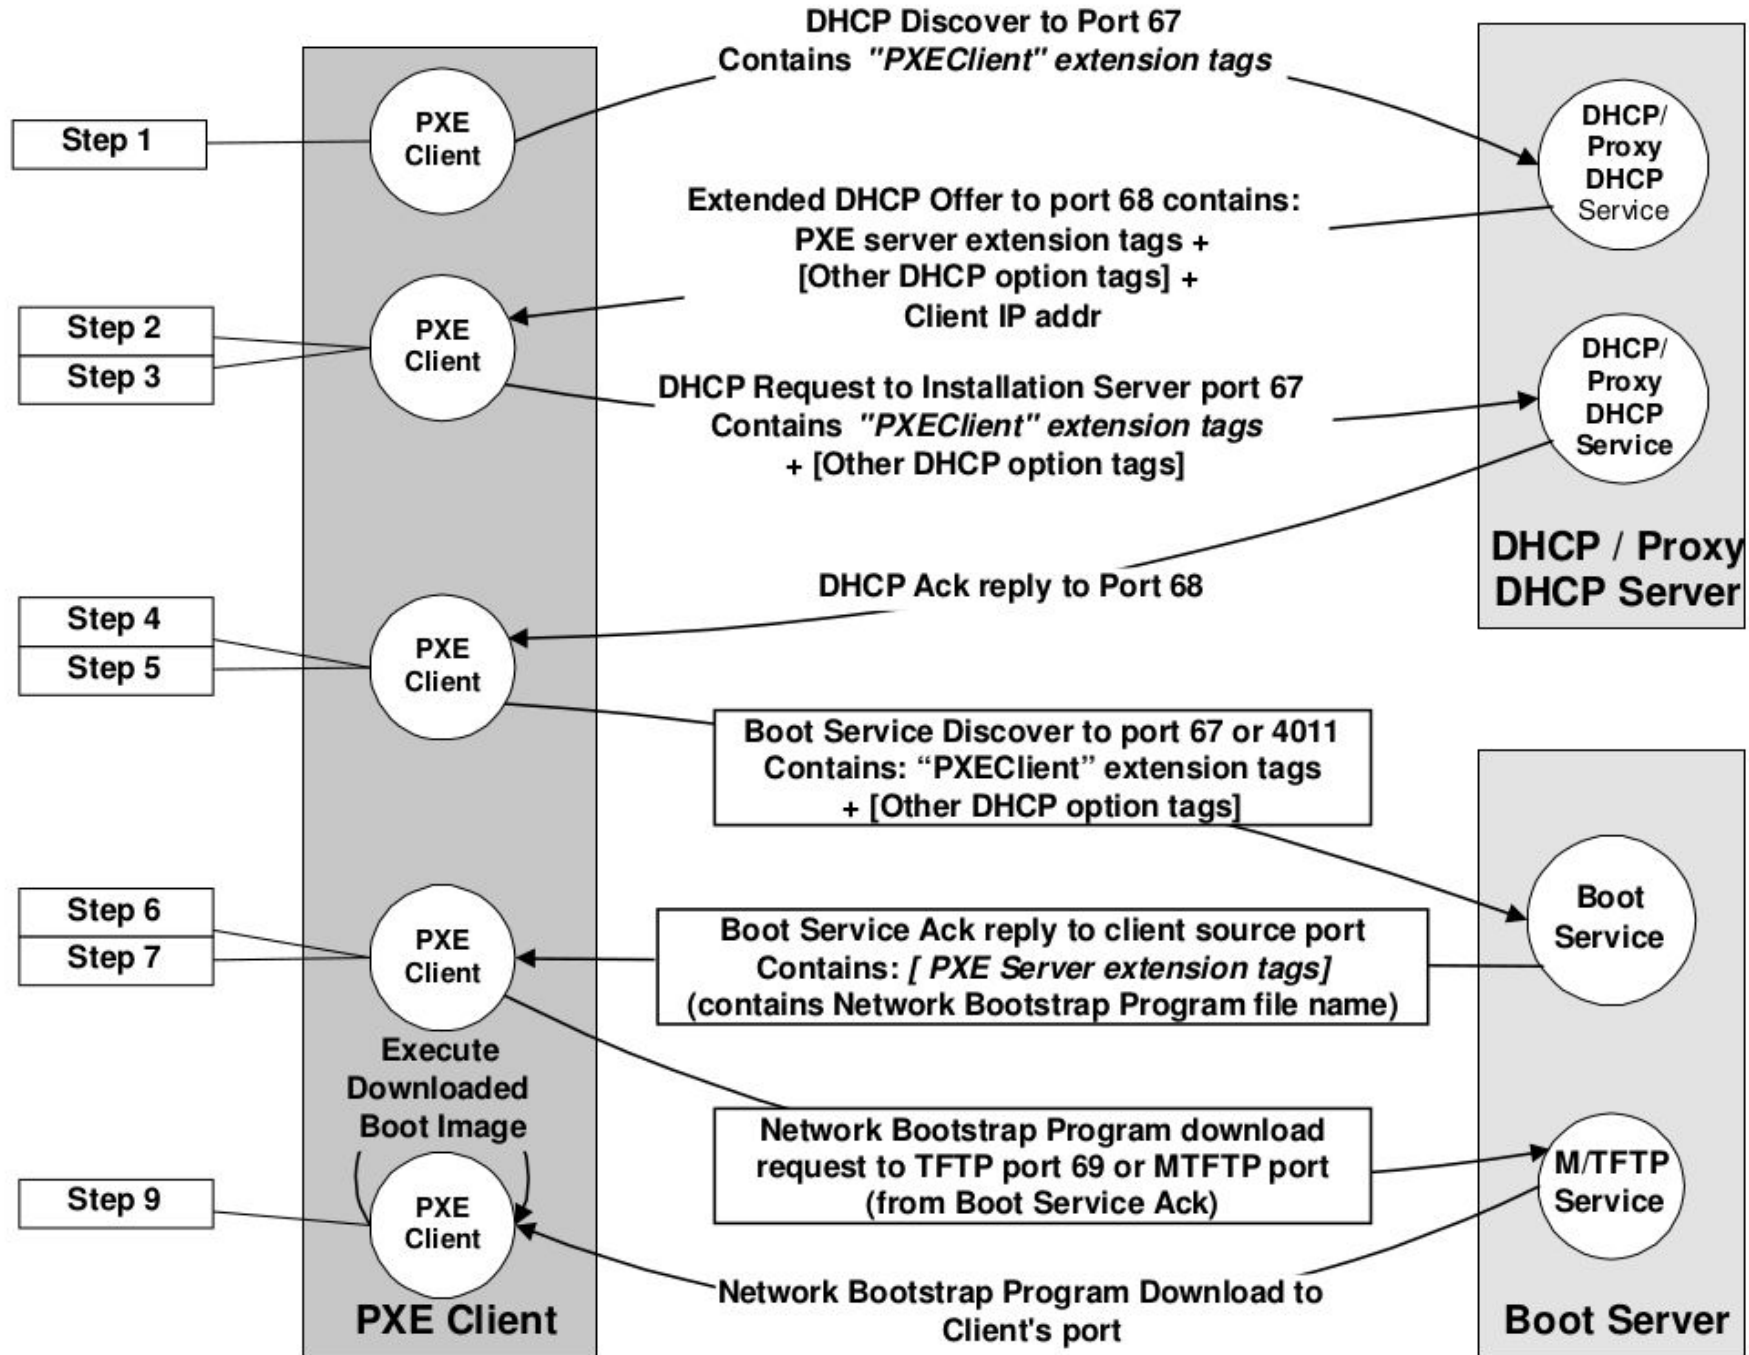 DHCP Discover to Port 67
Contains "PXEClient" extension tags
Step 1
PXE
Client
DHCP/
Proxy
DHCP
Service
Extended DHCP Offer to port 68 contains:
PXE server extension tags +
[Other DHCP option tags] +
Client IP addr
Step 2
Step 3
PXE
Client
DHCP Request to Installation Server port 67
Contains "PXEClient" extension tags
+ [Other DHCP option tags]
DHCP/
Proxy
DHCP
Service
DHCP / Proxy
DHCP Server
DHCP Ack reply to Port 68
Step 4
Step 5
PXE
Client
Boot Service Discover to port 67 or 4011
Contains: “PXEClient” extension tags
+ [Other DHCP option tags]
Boot
Service
Step 6
Step 7
PXE
Client
Boot Service Ack reply to client source port
Contains: [ PXE Server extension tags]
(contains Network Bootstrap Program file name)
Execute
Downloaded
Boot Image
Network Bootstrap Program download
request to TFTP port 69 or MTFTP port
(from Boot Service Ack)
M/TFTP
Service
Step 9
PXE
Client
Network Bootstrap Program Download to
Client's port
PXE Client
Boot Server